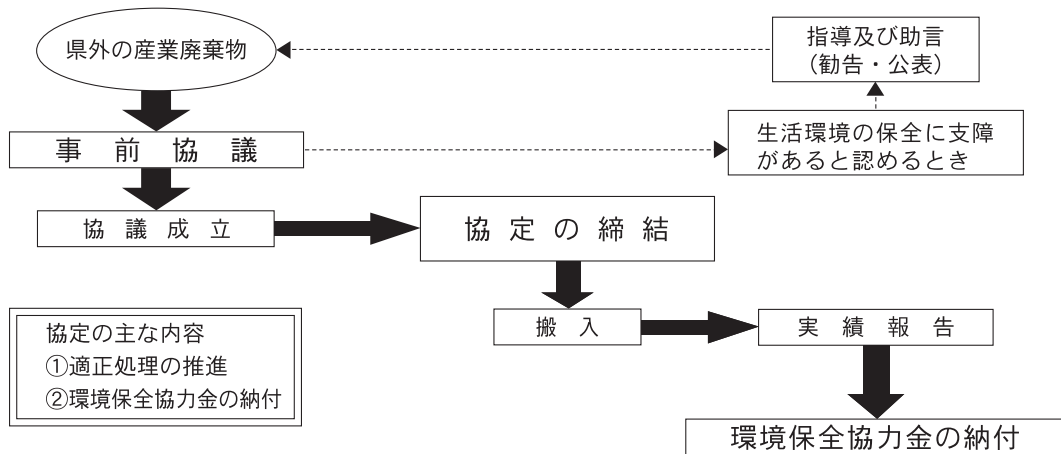 県外の産業廃棄物
指導及び助言
（勧告・公表）
事前協議
生活環境の保全に支障
があると認めるとき
協議成立
協定の締結
搬入
実績報告
協定の主な内容
①適正処理の推進
②環境保全協力金の納付
環境保全協力金の納付